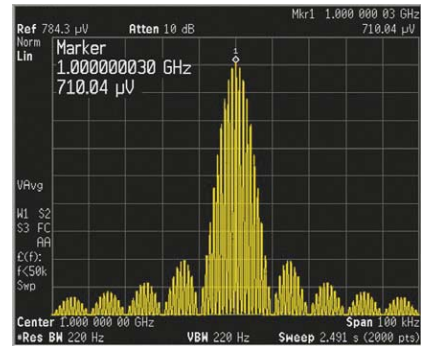 Mkr1 1.000 000 03 GHz
Ref 784.3 µV Atten 10 dB 710.04 µV
Norm
Lin
Marker
1.000000030 GHz
710.04 µV
1
VAvg
W1 S2
S3 FC
AA
£(f):
f<50k
Swp
Center 1.000 000 00 GHz Span 100 kHz
*Res BW 220 Hz VBW 220 Hz Sweep 2.491 s (2000 pts)